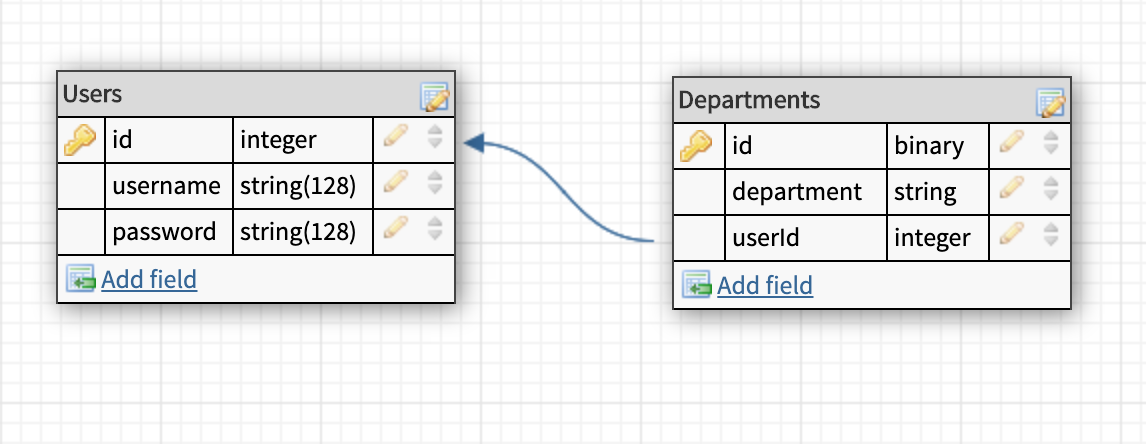 Users
id integer
username string(128)
password string(128)
Add field
Departments
id binary
department string
userId integer
Add field